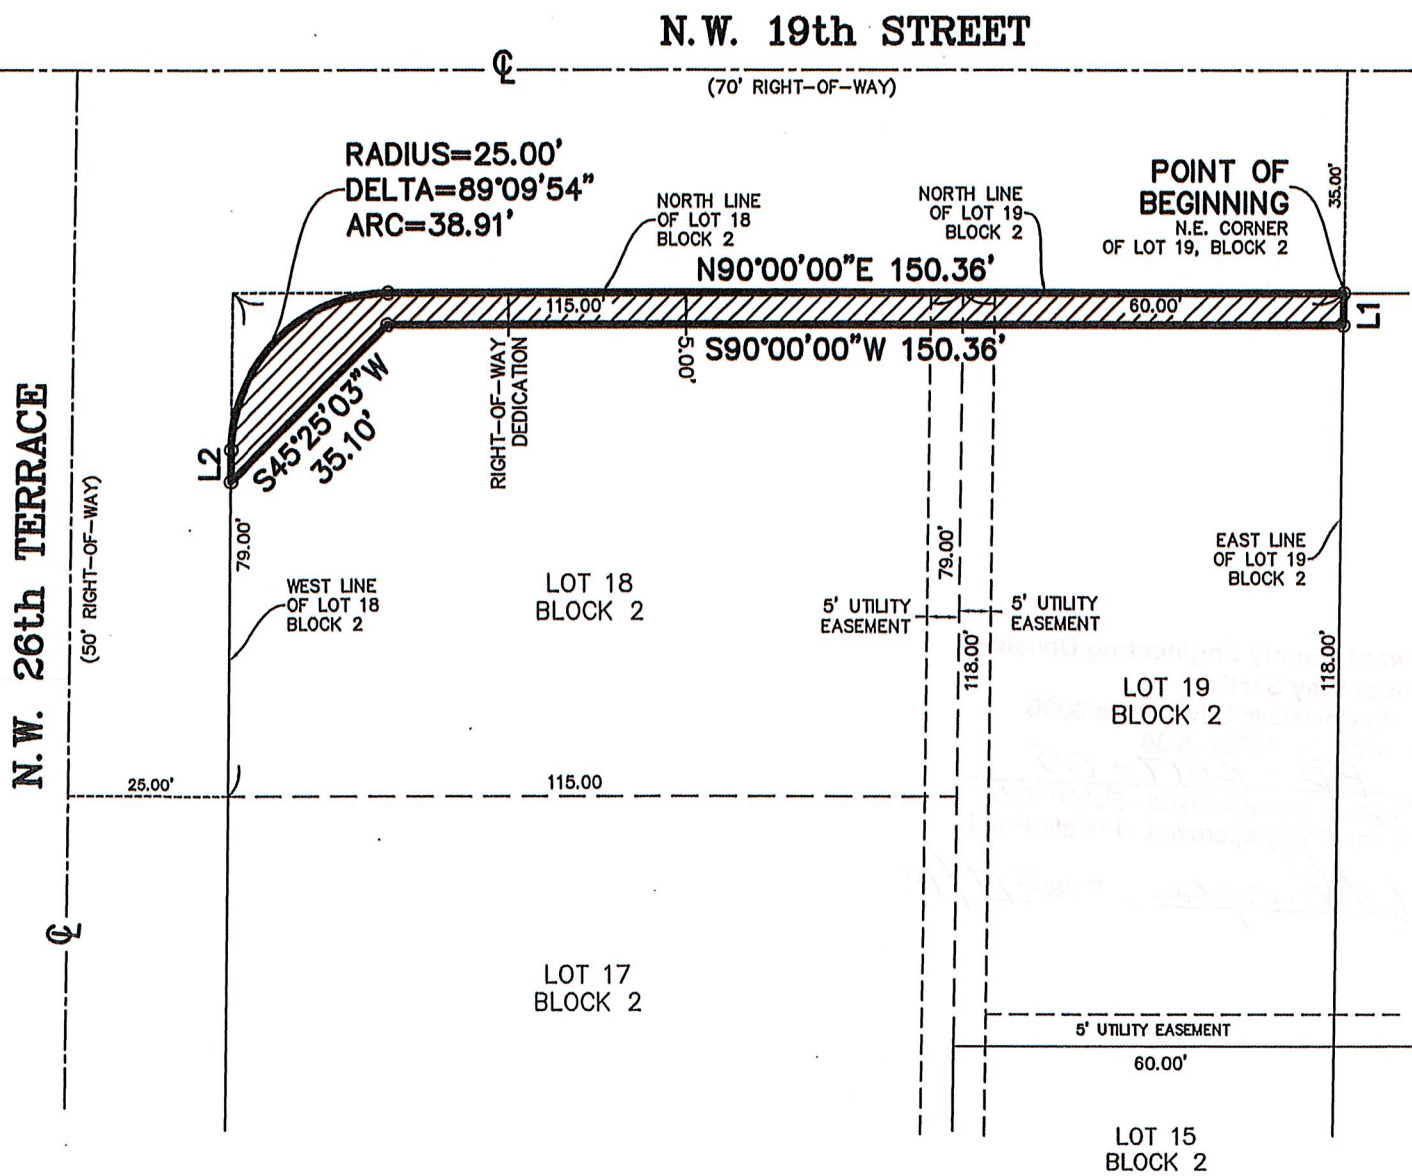 N.W. 19th STREET
℄
(70' RIGHT-OF-WAY)
RADIUS=25.00'
DELTA=89°09'54"
ARC=38.91'
NORTH LINE
OF LOT 18
BLOCK 2
NORTH LINE
OF LOT 19
BLOCK 2
POINT OF
BEGINNING
N.E. CORNER
OF LOT 19, BLOCK 2
35.00'
N90°00'00"E 150.36'
115.00'
60.00'
L1
S90°00'00"W 150.36'
5.00'
RIGHT-OF-WAY
DEDICATION
S45°25'03"W
35.10'
L2
N.W. 26th TERRACE
(50' RIGHT-OF-WAY)
79.00'
WEST LINE
OF LOT 18
BLOCK 2
LOT 18
BLOCK 2
79.00'
5' UTILITY
EASEMENT
5' UTILITY
EASEMENT
118.00'
EAST LINE
OF LOT 19
BLOCK 2
118.00'
LOT 19
BLOCK 2
25.00'
115.00
℄
LOT 17
BLOCK 2
5' UTILITY EASEMENT
60.00'
LOT 15
BLOCK 2